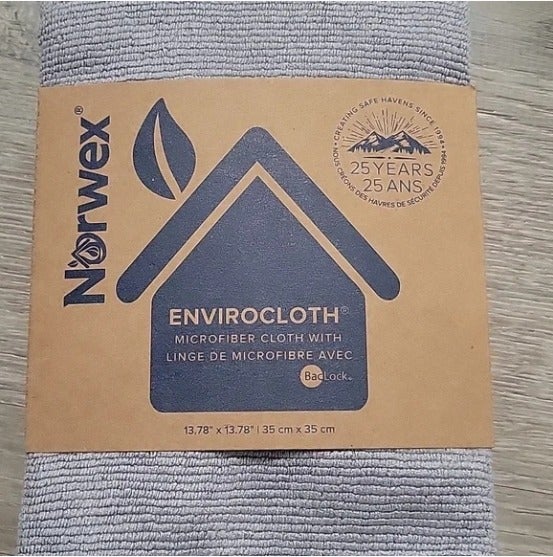 Norwex®
CREATING SAFE HAVENS SINCE 1994
25 YEARS
25 ANS
NOUS CRÉONS DES HAVRES DE SÉCURITÉ DEPUIS 1994
ENVIROCLOTH®
MICROFIBER CLOTH WITH
LINGE DE MICROFIBRE AVEC
BacLock™
13.78" x 13.78" | 35 cm x 35 cm